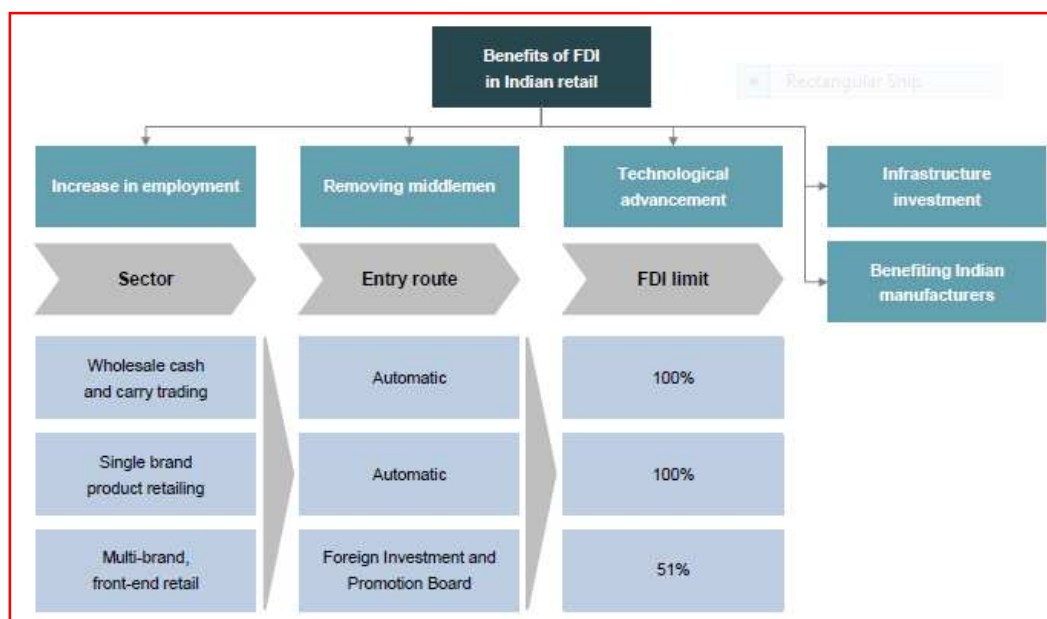 Benefits of FDI
in Indian retail
Rectangular Snip
Increase in employment
Removing middlemen
Technological
advancement
Infrastructure
investment
Benefiting Indian
manufacturers
Sector
Entry route
FDI limit
Wholesale cash
and carry trading
Automatic
100%
Single brand
product retailing
Automatic
100%
Multi-brand,
front-end retail
Foreign Investment and
Promotion Board
51%